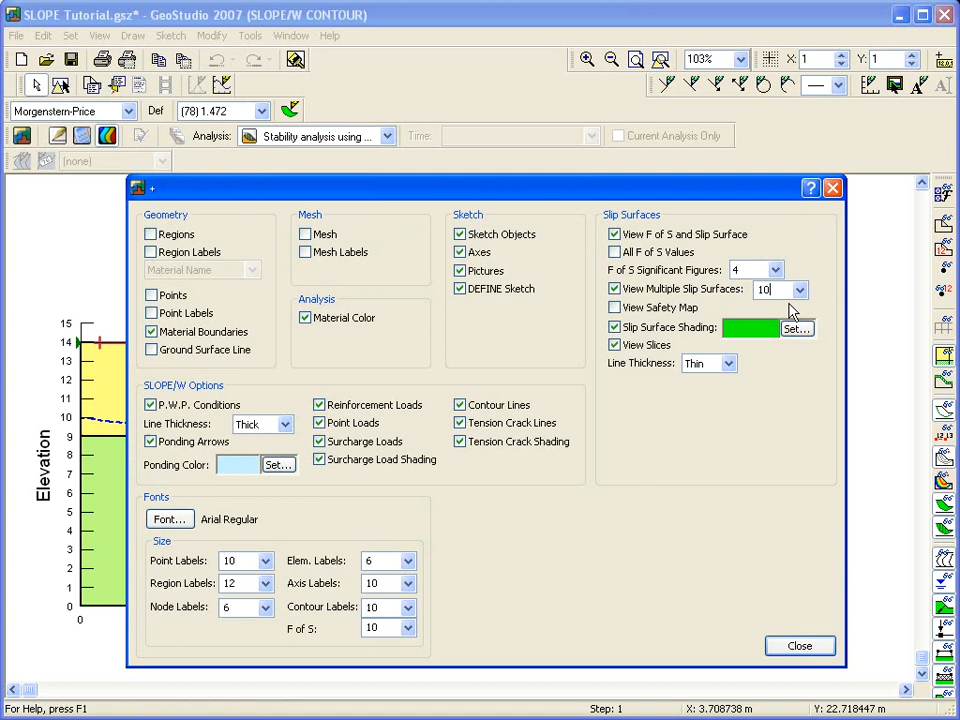 SLOPE Tutorial.gsz* - GeoStudio 2007 (SLOPE/W CONTOUR)
File Edit Set View Draw Sketch Modify Tools Window Help
103% X: 1 Y: 1
Morgenstern-Price Def (78) 1.472
Analysis: Stability analysis using ... Time: Current Analysis Only
(none)
+
Geometry
Regions
Region Labels
Material Name
Points
Point Labels
Material Boundaries
Ground Surface Line
Mesh
Mesh
Mesh Labels
Analysis
Material Color
Sketch
Sketch Objects
Axes
Pictures
DEFINE Sketch
Slip Surfaces
View F of S and Slip Surface
All F of S Values
F of S Significant Figures: 4
View Multiple Slip Surfaces: 10
View Safety Map
Slip Surface Shading: Set...
View Slices
Line Thickness: Thin
SLOPE/W Options
P.W.P. Conditions
Line Thickness: Thick
Ponding Arrows
Ponding Color: Set...
Reinforcement Loads
Point Loads
Surcharge Loads
Surcharge Load Shading
Contour Lines
Tension Crack Lines
Tension Crack Shading
Fonts
Font... Arial Regular
Size
Point Labels: 10
Region Labels: 12
Node Labels: 6
Elem. Labels: 6
Axis Labels: 10
Contour Labels: 10
F of S: 10
Close
Elevation
15
14
13
12
11
10
9
8
7
6
5
4
3
2
1
0
0
For Help, press F1 Step: 1 X: 3.708738 m Y: 22.718447 m